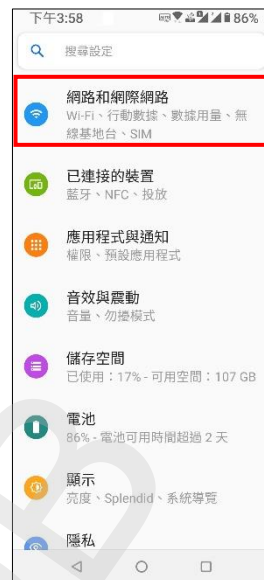 下午3:58 86%
搜尋設定
網路和網際網路
Wi-Fi、行動數據、數據用量、無
線基地台、SIM
已連接的裝置
藍牙、NFC、投放
應用程式與通知
權限、預設應用程式
音效與震動
音量、勿擾模式
儲存空間
已使用：17% - 可用空間：107 GB
電池
86% - 電池可用時間超過 2 天
顯示
亮度、Splendid、系統導覽
隱私